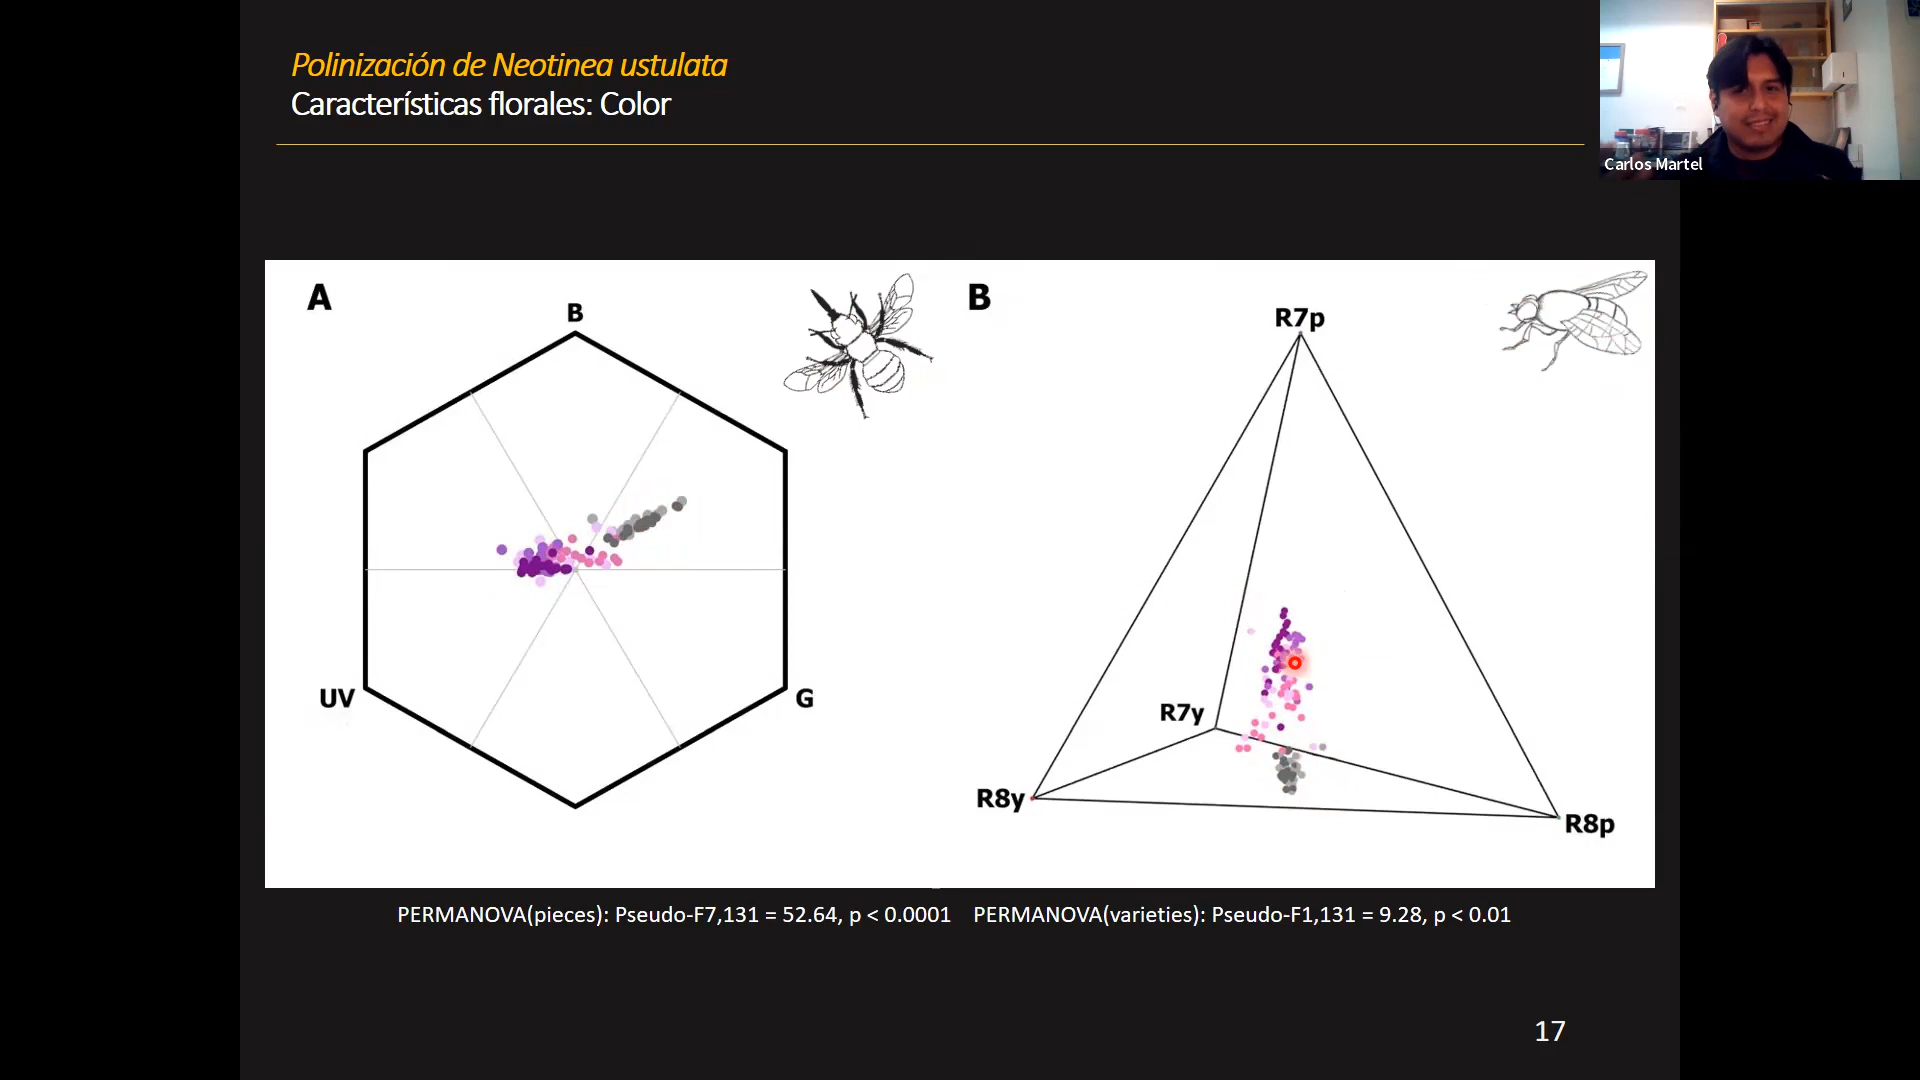 Polinización de Neotinea ustulata
Características florales: Color
Carlos Martel
A
B
UV
G
B
R7p
R7y
R8y
R8p
PERMANOVA(pieces): Pseudo-F7,131 = 52.64, p < 0.0001
PERMANOVA(varieties): Pseudo-F1,131 = 9.28, p < 0.01
17